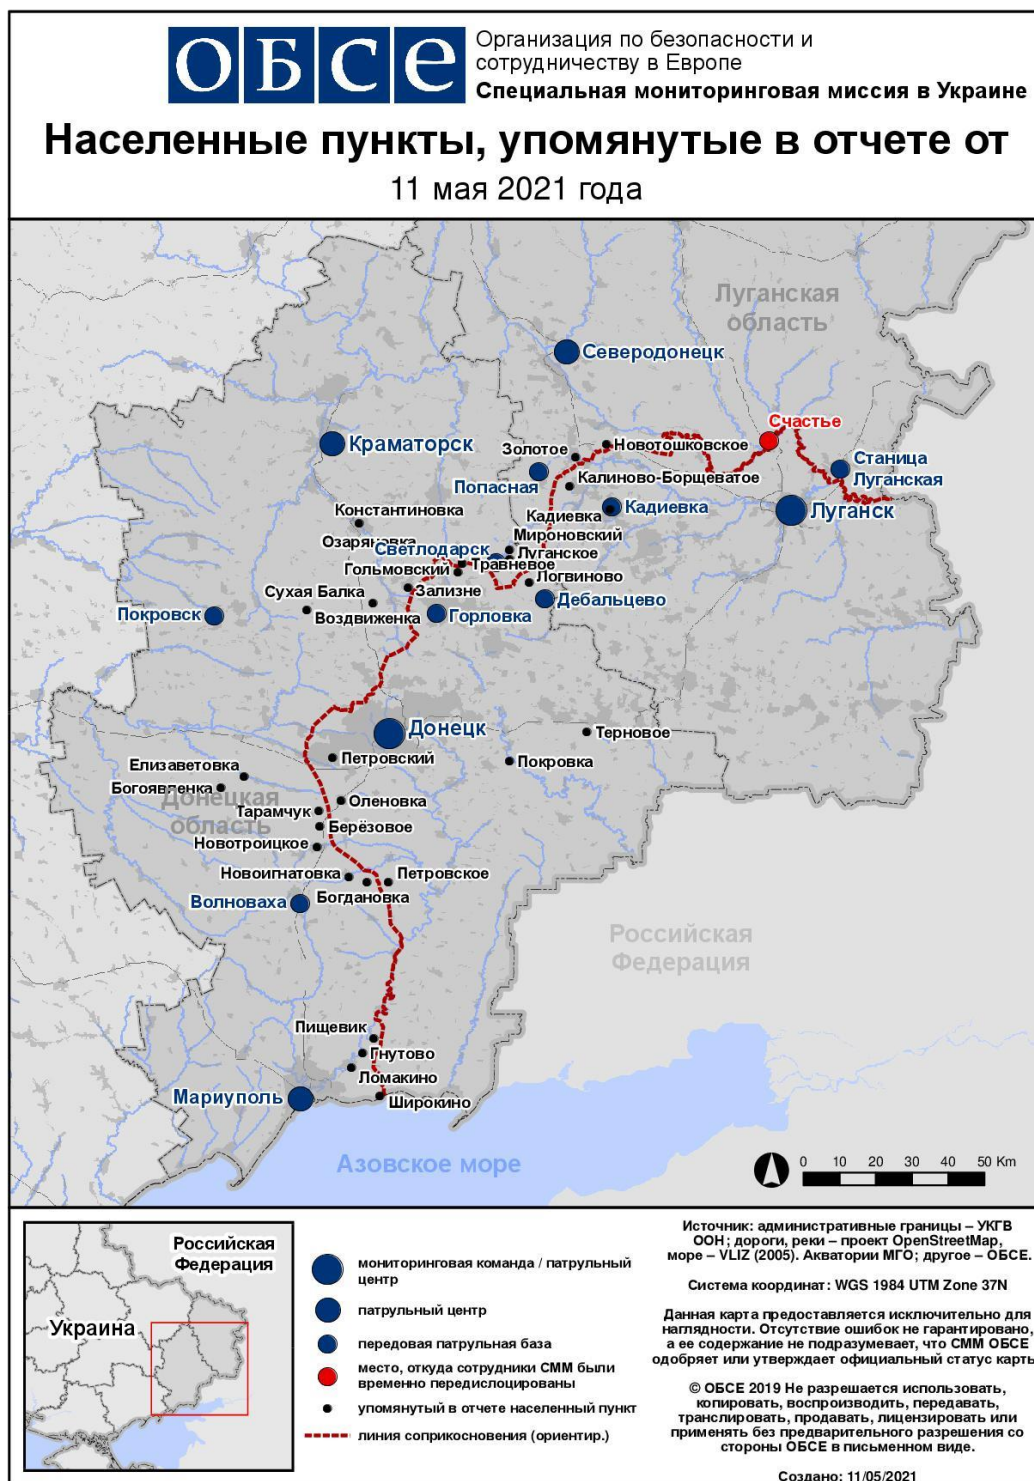 ОБСЕ
Организация по безопасности и
сотрудничеству в Европе
Специальная мониторинговая миссия в Украине
Населенные пункты, упомянутые в отчете от
11 мая 2021 года
Луганская
область
Северодонецк
Счастье
Краматорск
Новотошковское
Золотое
Станица
Луганская
Попасная
Калиново-Борщеватое
Константиновка
Кадиевка
Кадиевка
Луганск
Мироновский
Озаряновка
Светлодарск
Луганское
Травневое
Гольмовский
Логвиново
Сухая Балка
Зализне
Дебальцево
Покровск
Воздвиженка
Горловка
Донецк
Терновое
Петровский
Покровка
Елизаветовка
Богоявленка
Донецкая
область
Оленовка
Тарамчук
Берёзовое
Новотроицкое
Новоигнатовка
Петровское
Богдановка
Волноваха
Российская
Федерация
Пищевик
Гнутово
Ломакино
Мариуполь
Широкино
Азовское море
0 10 20 30 40 50 Km
Российская
Федерация
Украина
мониторинговая команда / патрульный
центр
патрульный центр
передовая патрульная база
место, откуда сотрудники СММ были
временно передислоцированы
упомянутый в отчете населенный пункт
линия соприкосновения (ориентир.)
Источник: административные границы – УКГВ
ООН; дороги, реки – проект OpenStreetMap,
море – VLIZ (2005). Акватории МГО; другое – ОБСЕ.
Система координат: WGS 1984 UTM Zone 37N
Данная карта предоставляется исключительно для
наглядности. Отсутствие ошибок не гарантировано,
а ее содержание не подразумевает, что СММ ОБСЕ
одобряет или утверждает официальный статус карты
© ОБСЕ 2019 Не разрешается использовать,
копировать, воспроизводить, передавать,
транслировать, продавать, лицензировать или
применять без предварительного разрешения со
стороны ОБСЕ в письменном виде.
Создано: 11/05/2021